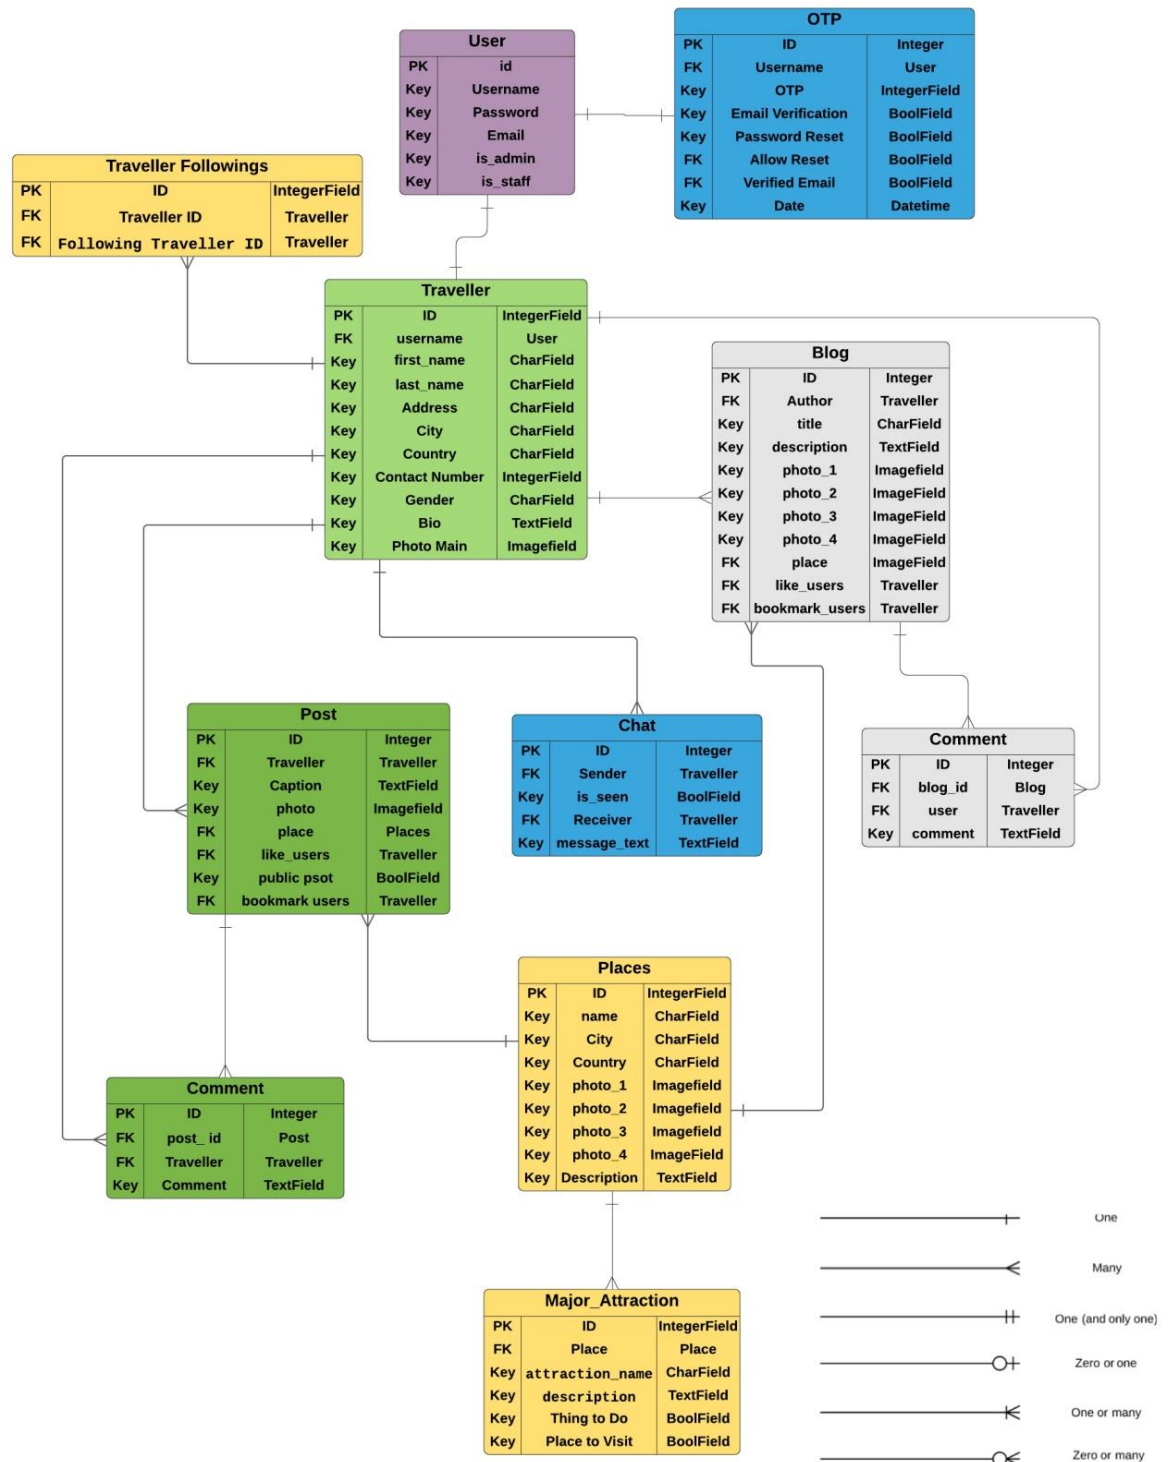 User
PK id
Key Username
Key Password
Key Email
Key is_admin
Key is_staff
OTP
PK ID Integer
FK Username User
Key OTP IntegerField
Key Email Verification BoolField
Key Password Reset BoolField
FK Allow Reset BoolField
FK Verified Email BoolField
Key Date Datetime
Traveller Followings
PK ID IntegerField
FK Traveller ID Traveller
FK Following Traveller ID Traveller
Traveller
PK ID IntegerField
FK username User
Key first_name CharField
Key last_name CharField
Key Address CharField
Key City CharField
Key Country CharField
Key Contact Number IntegerField
Key Gender CharField
Key Bio TextField
Key Photo Main Imagefield
Blog
PK ID Integer
FK Author Traveller
Key title CharField
Key description TextField
Key photo_1 Imagefield
Key photo_2 ImageField
Key photo_3 ImageField
Key photo_4 ImageField
FK place ImageField
FK like_users Traveller
FK bookmark_users Traveller
Post
PK ID Integer
FK Traveller Traveller
Key Caption TextField
Key photo Imagefield
FK place Places
FK like_users Traveller
Key public psot BoolField
FK bookmark users Traveller
Chat
PK ID Integer
FK Sender Traveller
Key is_seen BoolField
FK Receiver Traveller
Key message_text TextField
Comment
PK ID Integer
FK blog_id Blog
FK user Traveller
Key comment TextField
Places
PK ID IntegerField
Key name CharField
Key City CharField
Key Country CharField
Key photo_1 Imagefield
Key photo_2 Imagefield
Key photo_3 Imagefield
Key photo_4 ImageField
Key Description TextField
Comment
PK ID Integer
FK post_ id Post
FK Traveller Traveller
Key Comment TextField
Major_Attraction
PK ID IntegerField
FK Place Place
Key attraction_name CharField
Key description TextField
Key Thing to Do BoolField
Key Place to Visit BoolField
One
Many
One (and only one)
Zero or one
One or many
Zero or many